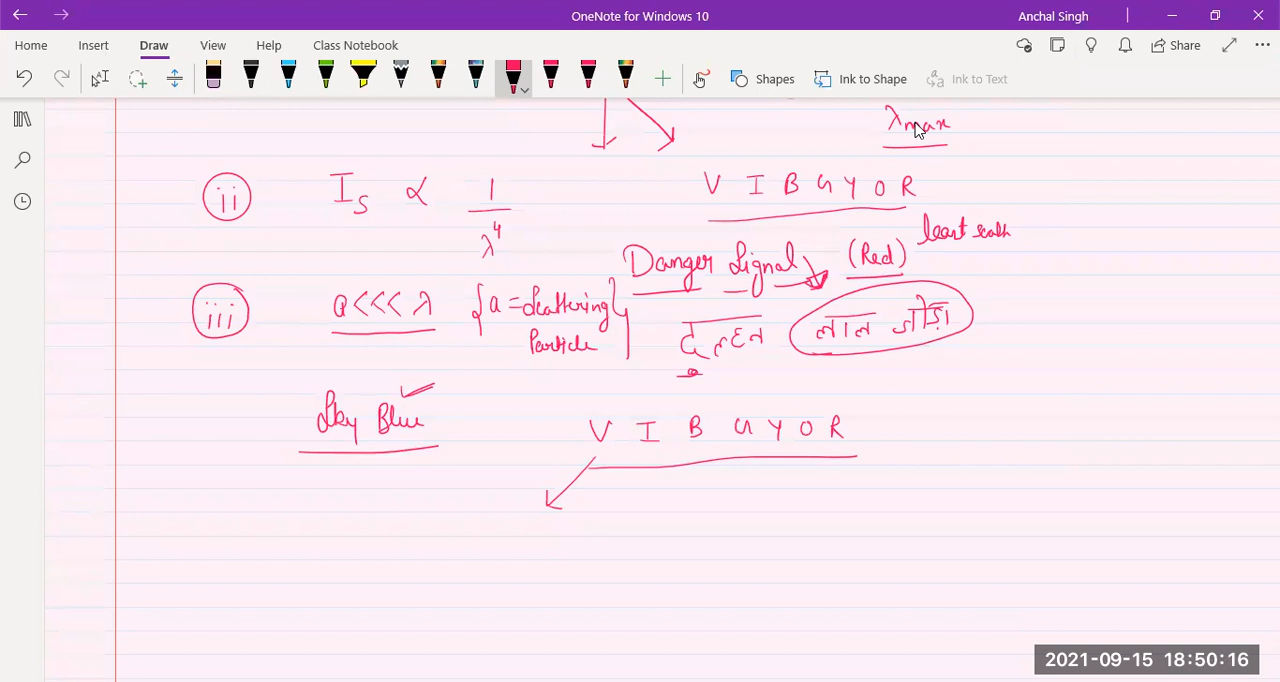 OneNote for Windows 10
Anchal Singh
Home Insert Draw View Help Class Notebook
Share
Shapes Ink to Shape Ink to Text
λmax
ii Is ∝ 1/λ⁴ V I B G Y O R
Danger Signal (Red) least scatt
iii a <<< λ {a = Scattering Particle}
दुल्हन लाल जोड़ा
Sky Blue ✓ V I B G Y O R
2021-09-15 18:50:16